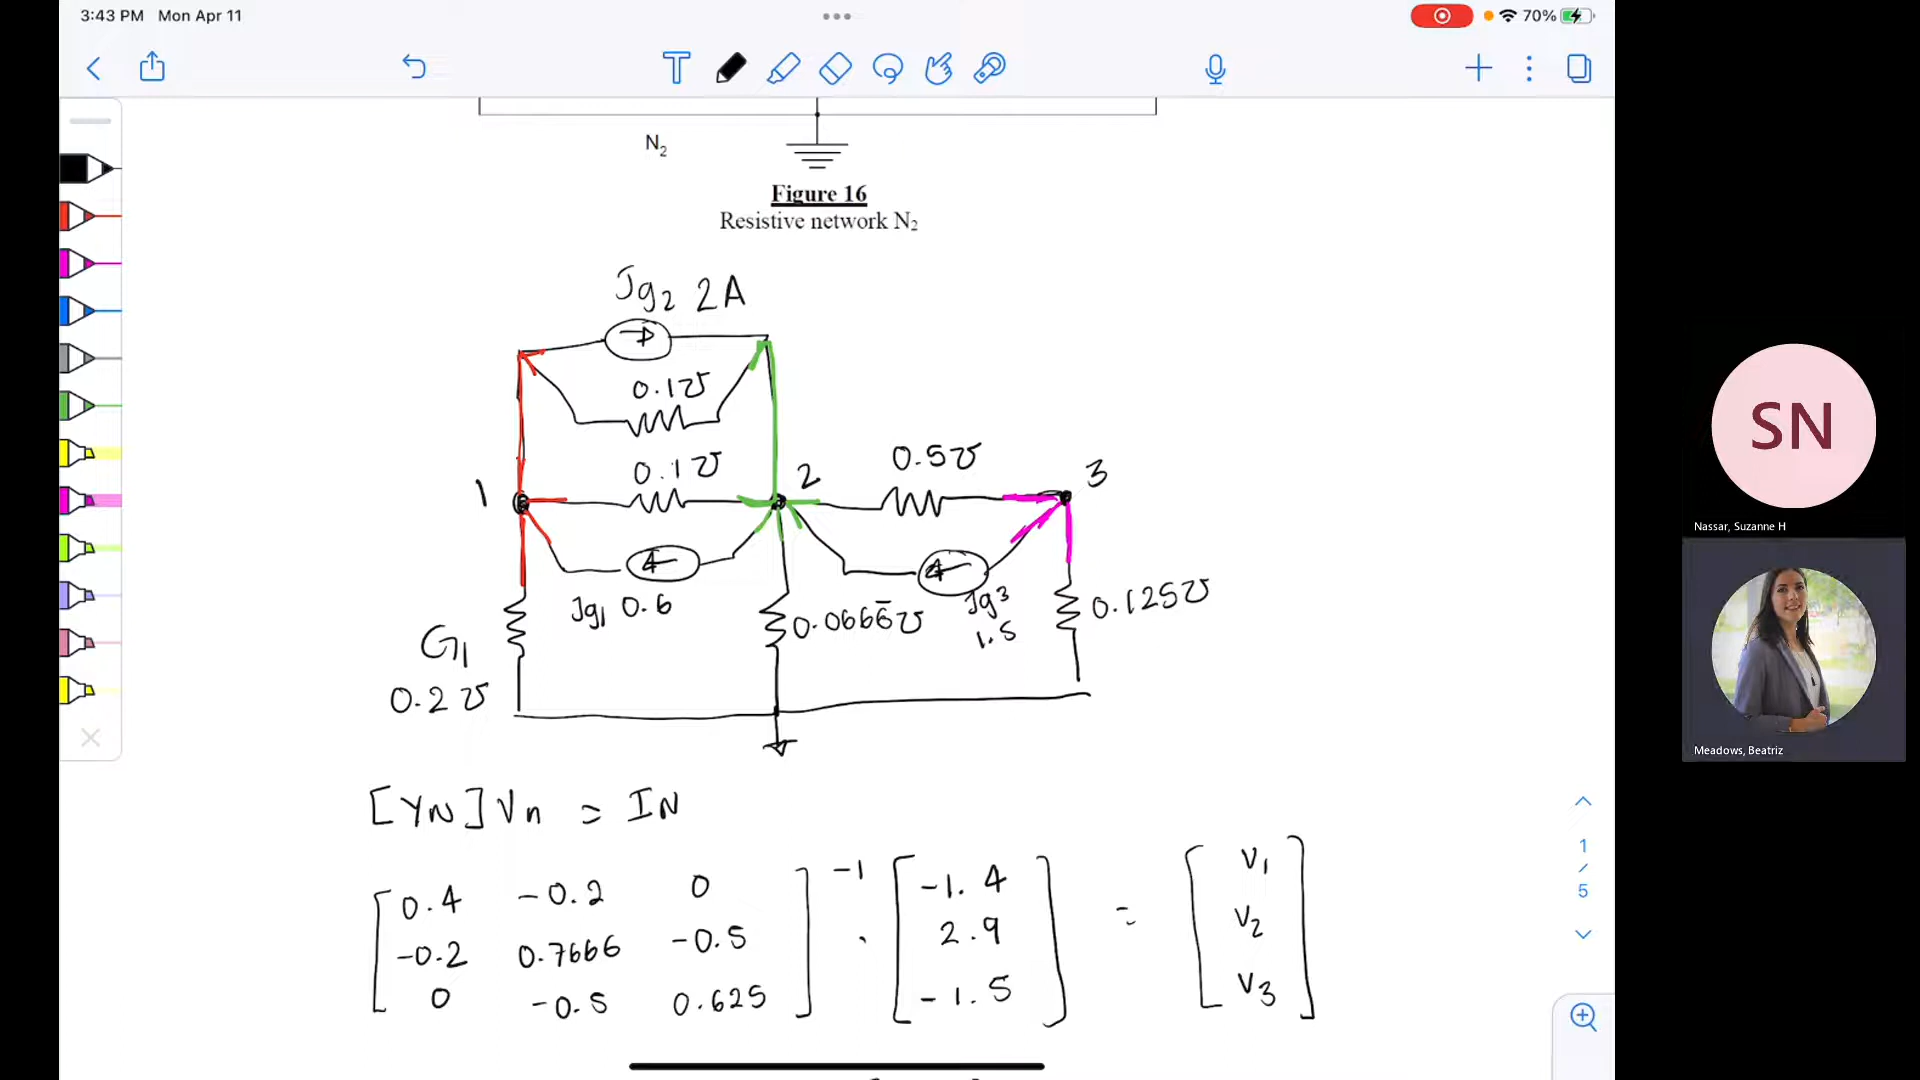 3:43 PM Mon Apr 11
70%
N₂
Figure 16
Resistive network N₂
Jg₂ 2A
0.1℧
0.1℧
1
2
0.5℧
3
Jg₁ 0.6
0.0666̅℧
Jg3
1.5
0.125℧
G₁
0.2℧
[YN]Vn = IN
[ 0.4 -0.2 0 ]⁻¹ [ -1.4 ] [ V₁ ]
[ -0.2 0.7666 -0.5 ] · [ 2.9 ] = [ V₂ ]
[ 0 -0.5 0.625 ] [ -1.5 ] [ V₃ ]
1
/
5
SN
Nassar, Suzanne H
Meadows, Beatriz